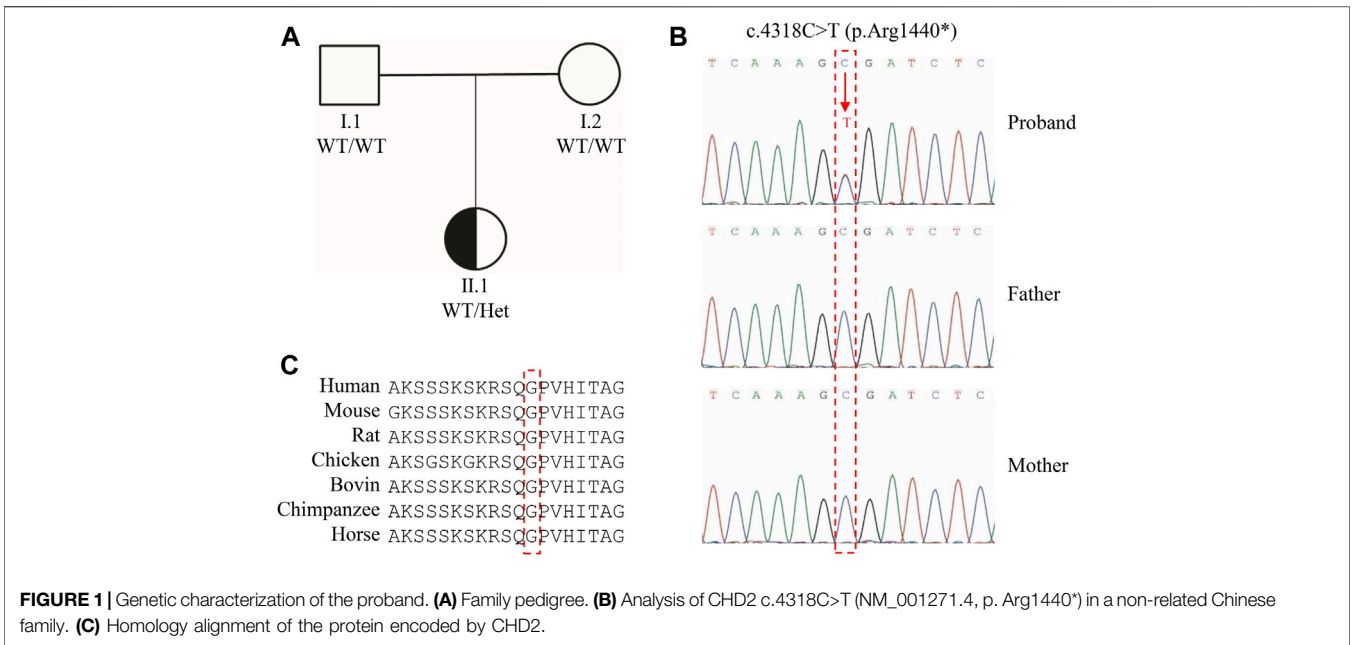 A
I.1
WT/WT
I.2
WT/WT
II.1
WT/Het
B
c.4318C>T (p.Arg1440*)
T C A A A G C G A T C T C
T
Proband
T C A A A G C G A T C T C
Father
T C A A A G C G A T C T C
Mother
C
Human AKSSSKSKRSQGPVHITAG
Mouse GKSSSKSKRSQGPVHITAG
Rat AKSSSKSKRSQGPVHITAG
Chicken AKSGSKGKRSQGPVHITAG
Bovin AKSSSKSKRSQGPVHITAG
Chimpanzee AKSSSKSKRSQGPVHITAG
Horse AKSSSKSKRSQGPVHITAG
FIGURE 1 | Genetic characterization of the proband. (A) Family pedigree. (B) Analysis of CHD2 c.4318C>T (NM_001271.4, p. Arg1440*) in a non-related Chinese
family. (C) Homology alignment of the protein encoded by CHD2.